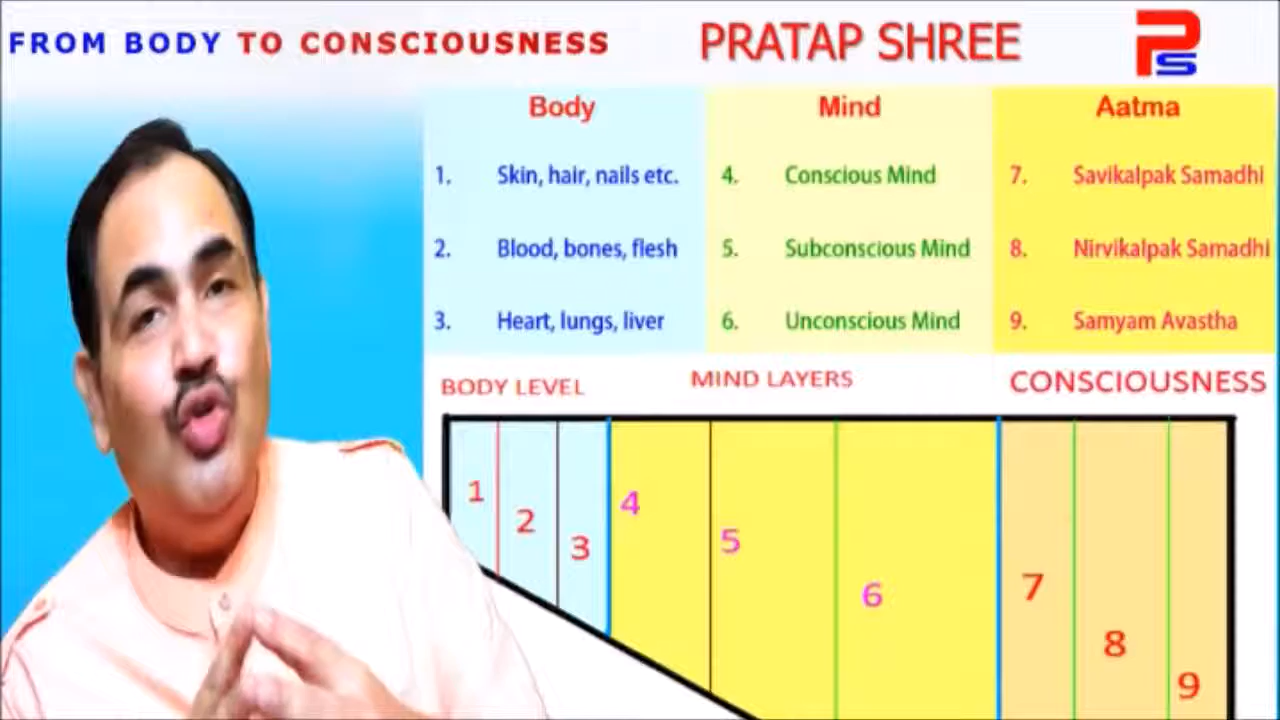 FROM BODY TO CONSCIOUSNESS
PRATAP SHREE
PS
Body
1. Skin, hair, nails etc.
2. Blood, bones, flesh
3. Heart, lungs, liver
Mind
4. Conscious Mind
5. Subconscious Mind
6. Unconscious Mind
Aatma
7. Savikalpak Samadhi
8. Nirvikalpak Samadhi
9. Samyam Avastha
BODY LEVEL
MIND LAYERS
CONSCIOUSNESS
1
2
3
4
5
6
7
8
9